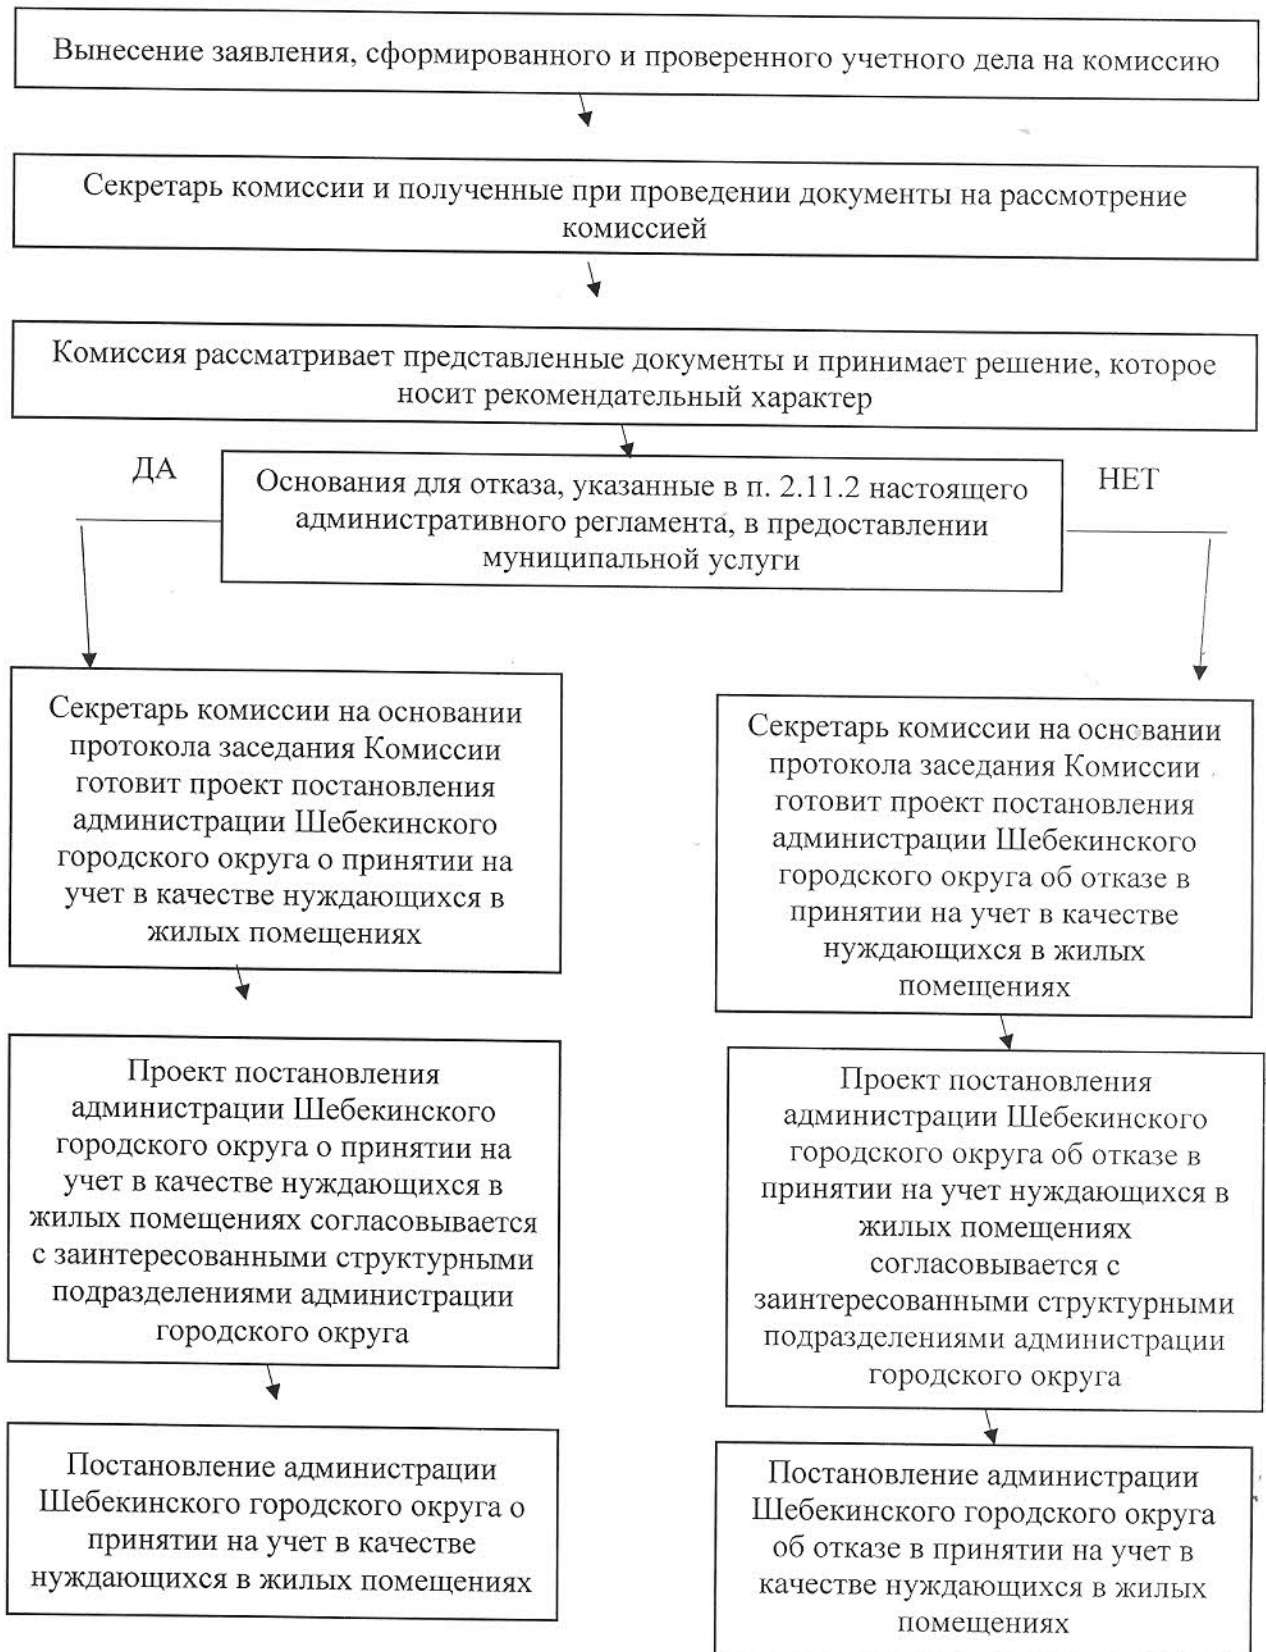 Вынесение заявления, сформированного и проверенного учетного дела на комиссию
Секретарь комиссии и полученные при проведении документы на рассмотрение
комиссией
Комиссия рассматривает представленные документы и принимает решение, которое
носит рекомендательный характер
ДА
НЕТ
Основания для отказа, указанные в п. 2.11.2 настоящего
административного регламента, в предоставлении
муниципальной услуги
Секретарь комиссии на основании
протокола заседания Комиссии
готовит проект постановления
администрации Шебекинского
городского округа о принятии на
учет в качестве нуждающихся в
жилых помещениях
Секретарь комиссии на основании
протокола заседания Комиссии
готовит проект постановления
администрации Шебекинского
городского округа об отказе в
принятии на учет в качестве
нуждающихся в жилых
помещениях
Проект постановления
администрации Шебекинского
городского округа о принятии на
учет в качестве нуждающихся в
жилых помещениях согласовывается
с заинтересованными структурными
подразделениями администрации
городского округа
Проект постановления
администрации Шебекинского
городского округа об отказе в
принятии на учет нуждающихся в
жилых помещениях
согласовывается с
заинтересованными структурными
подразделениями администрации
городского округа
Постановление администрации
Шебекинского городского округа о
принятии на учет в качестве
нуждающихся в жилых помещениях
Постановление администрации
Шебекинского городского округа
об отказе в принятии на учет в
качестве нуждающихся в жилых
помещениях